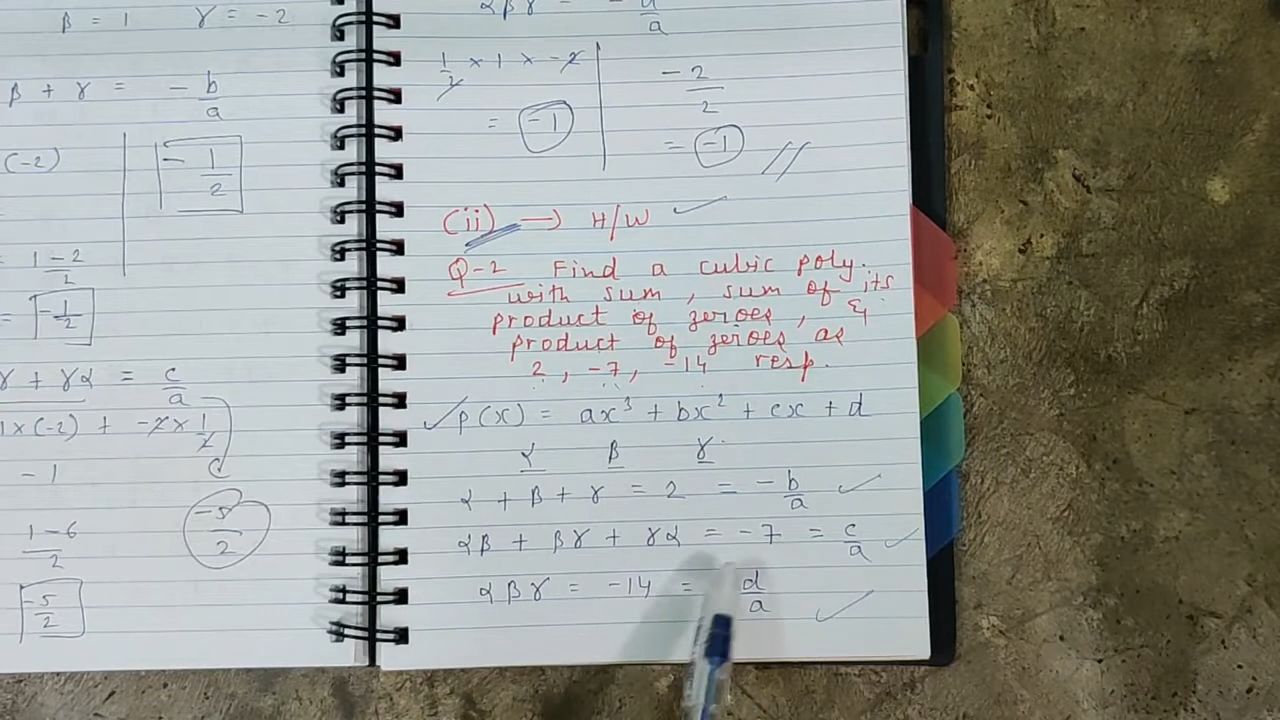 β = 1 γ = -2
β + γ = - b/a
(-2) - 1/2
= 1-2/2
= -1/2
γ + γα = c/a
1×(-2) + -2×1/2
- 1
1-6/2 -5/2
-5/2
αβγ = - d/a
1/2 × 1 × -2 - 2/2
= -1 = -1 //
(ii) → H/W ✓
Q-2 Find a cubic poly.
with sum, sum of its
product of zeroes, &
product of zeroes as
2, -7, -14 resp.
✓ p(x) = ax³ + bx² + cx + d
α β γ
α + β + γ = 2 = - b/a ✓
αβ + βγ + γα = -7 = c/a ✓
αβγ = -14 = d/a ✓